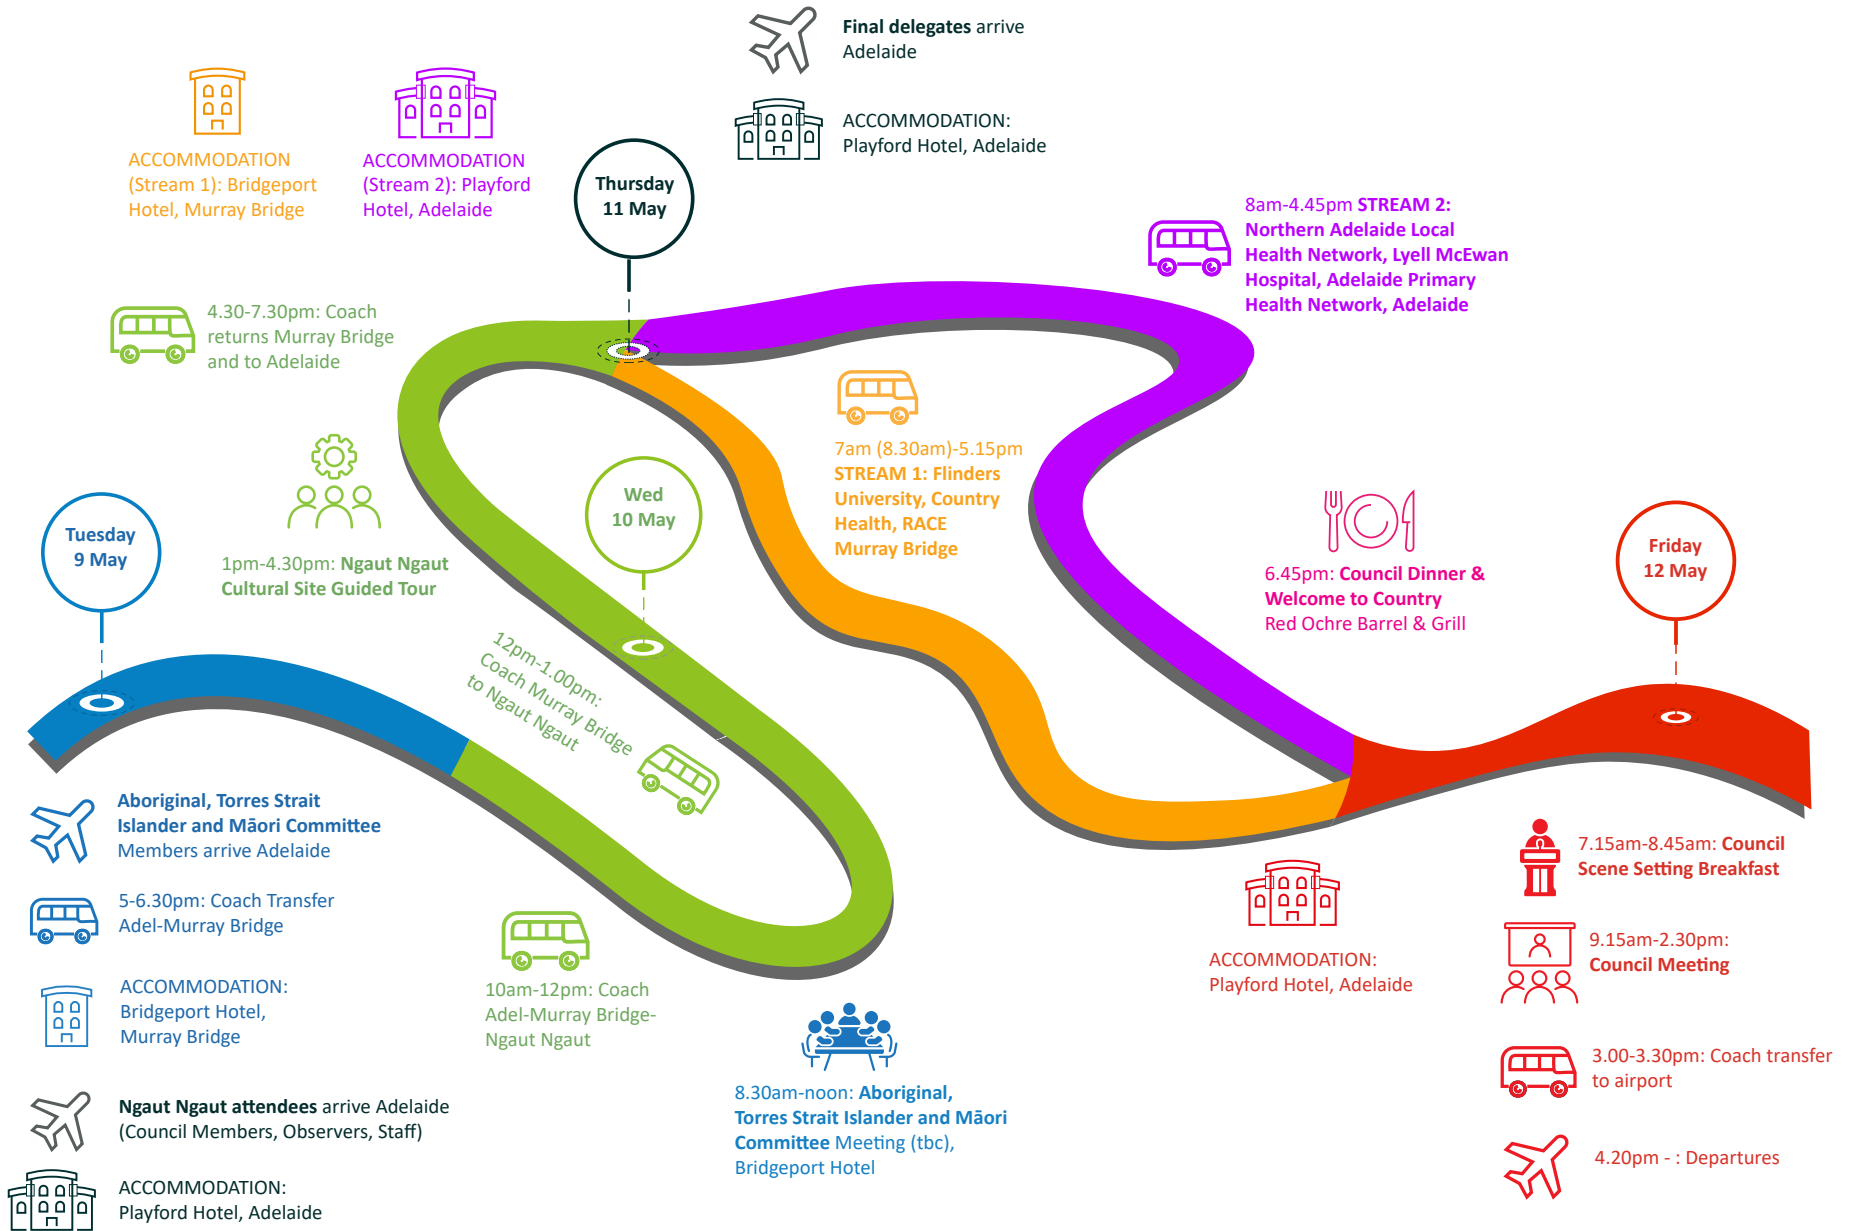 Final delegates arrive
Adelaide
ACCOMMODATION:
Playford Hotel, Adelaide
ACCOMMODATION
(Stream 1): Bridgeport
Hotel, Murray Bridge
ACCOMMODATION
(Stream 2): Playford
Hotel, Adelaide
Thursday
11 May
8am-4.45pm STREAM 2:
Northern Adelaide Local
Health Network, Lyell McEwan
Hospital, Adelaide Primary
Health Network, Adelaide
4.30-7.30pm: Coach
returns Murray Bridge
and to Adelaide
7am (8.30am)-5.15pm
STREAM 1: Flinders
University, Country
Health, RACE
Murray Bridge
Wed
10 May
Tuesday
9 May
1pm-4.30pm: Ngaut Ngaut
Cultural Site Guided Tour
6.45pm: Council Dinner &
Welcome to Country
Red Ochre Barrel & Grill
Friday
12 May
12pm-1.00pm:
Coach Murray Bridge
to Ngaut Ngaut
Aboriginal, Torres Strait
Islander and Māori Committee
Members arrive Adelaide
5-6.30pm: Coach Transfer
Adel-Murray Bridge
ACCOMMODATION:
Bridgeport Hotel,
Murray Bridge
Ngaut Ngaut attendees arrive Adelaide
(Council Members, Observers, Staff)
ACCOMMODATION:
Playford Hotel, Adelaide
10am-12pm: Coach
Adel-Murray Bridge-
Ngaut Ngaut
8.30am-noon: Aboriginal,
Torres Strait Islander and Māori
Committee Meeting (tbc),
Bridgeport Hotel
ACCOMMODATION:
Playford Hotel, Adelaide
7.15am-8.45am: Council
Scene Setting Breakfast
9.15am-2.30pm:
Council Meeting
3.00-3.30pm: Coach transfer
to airport
4.20pm - : Departures